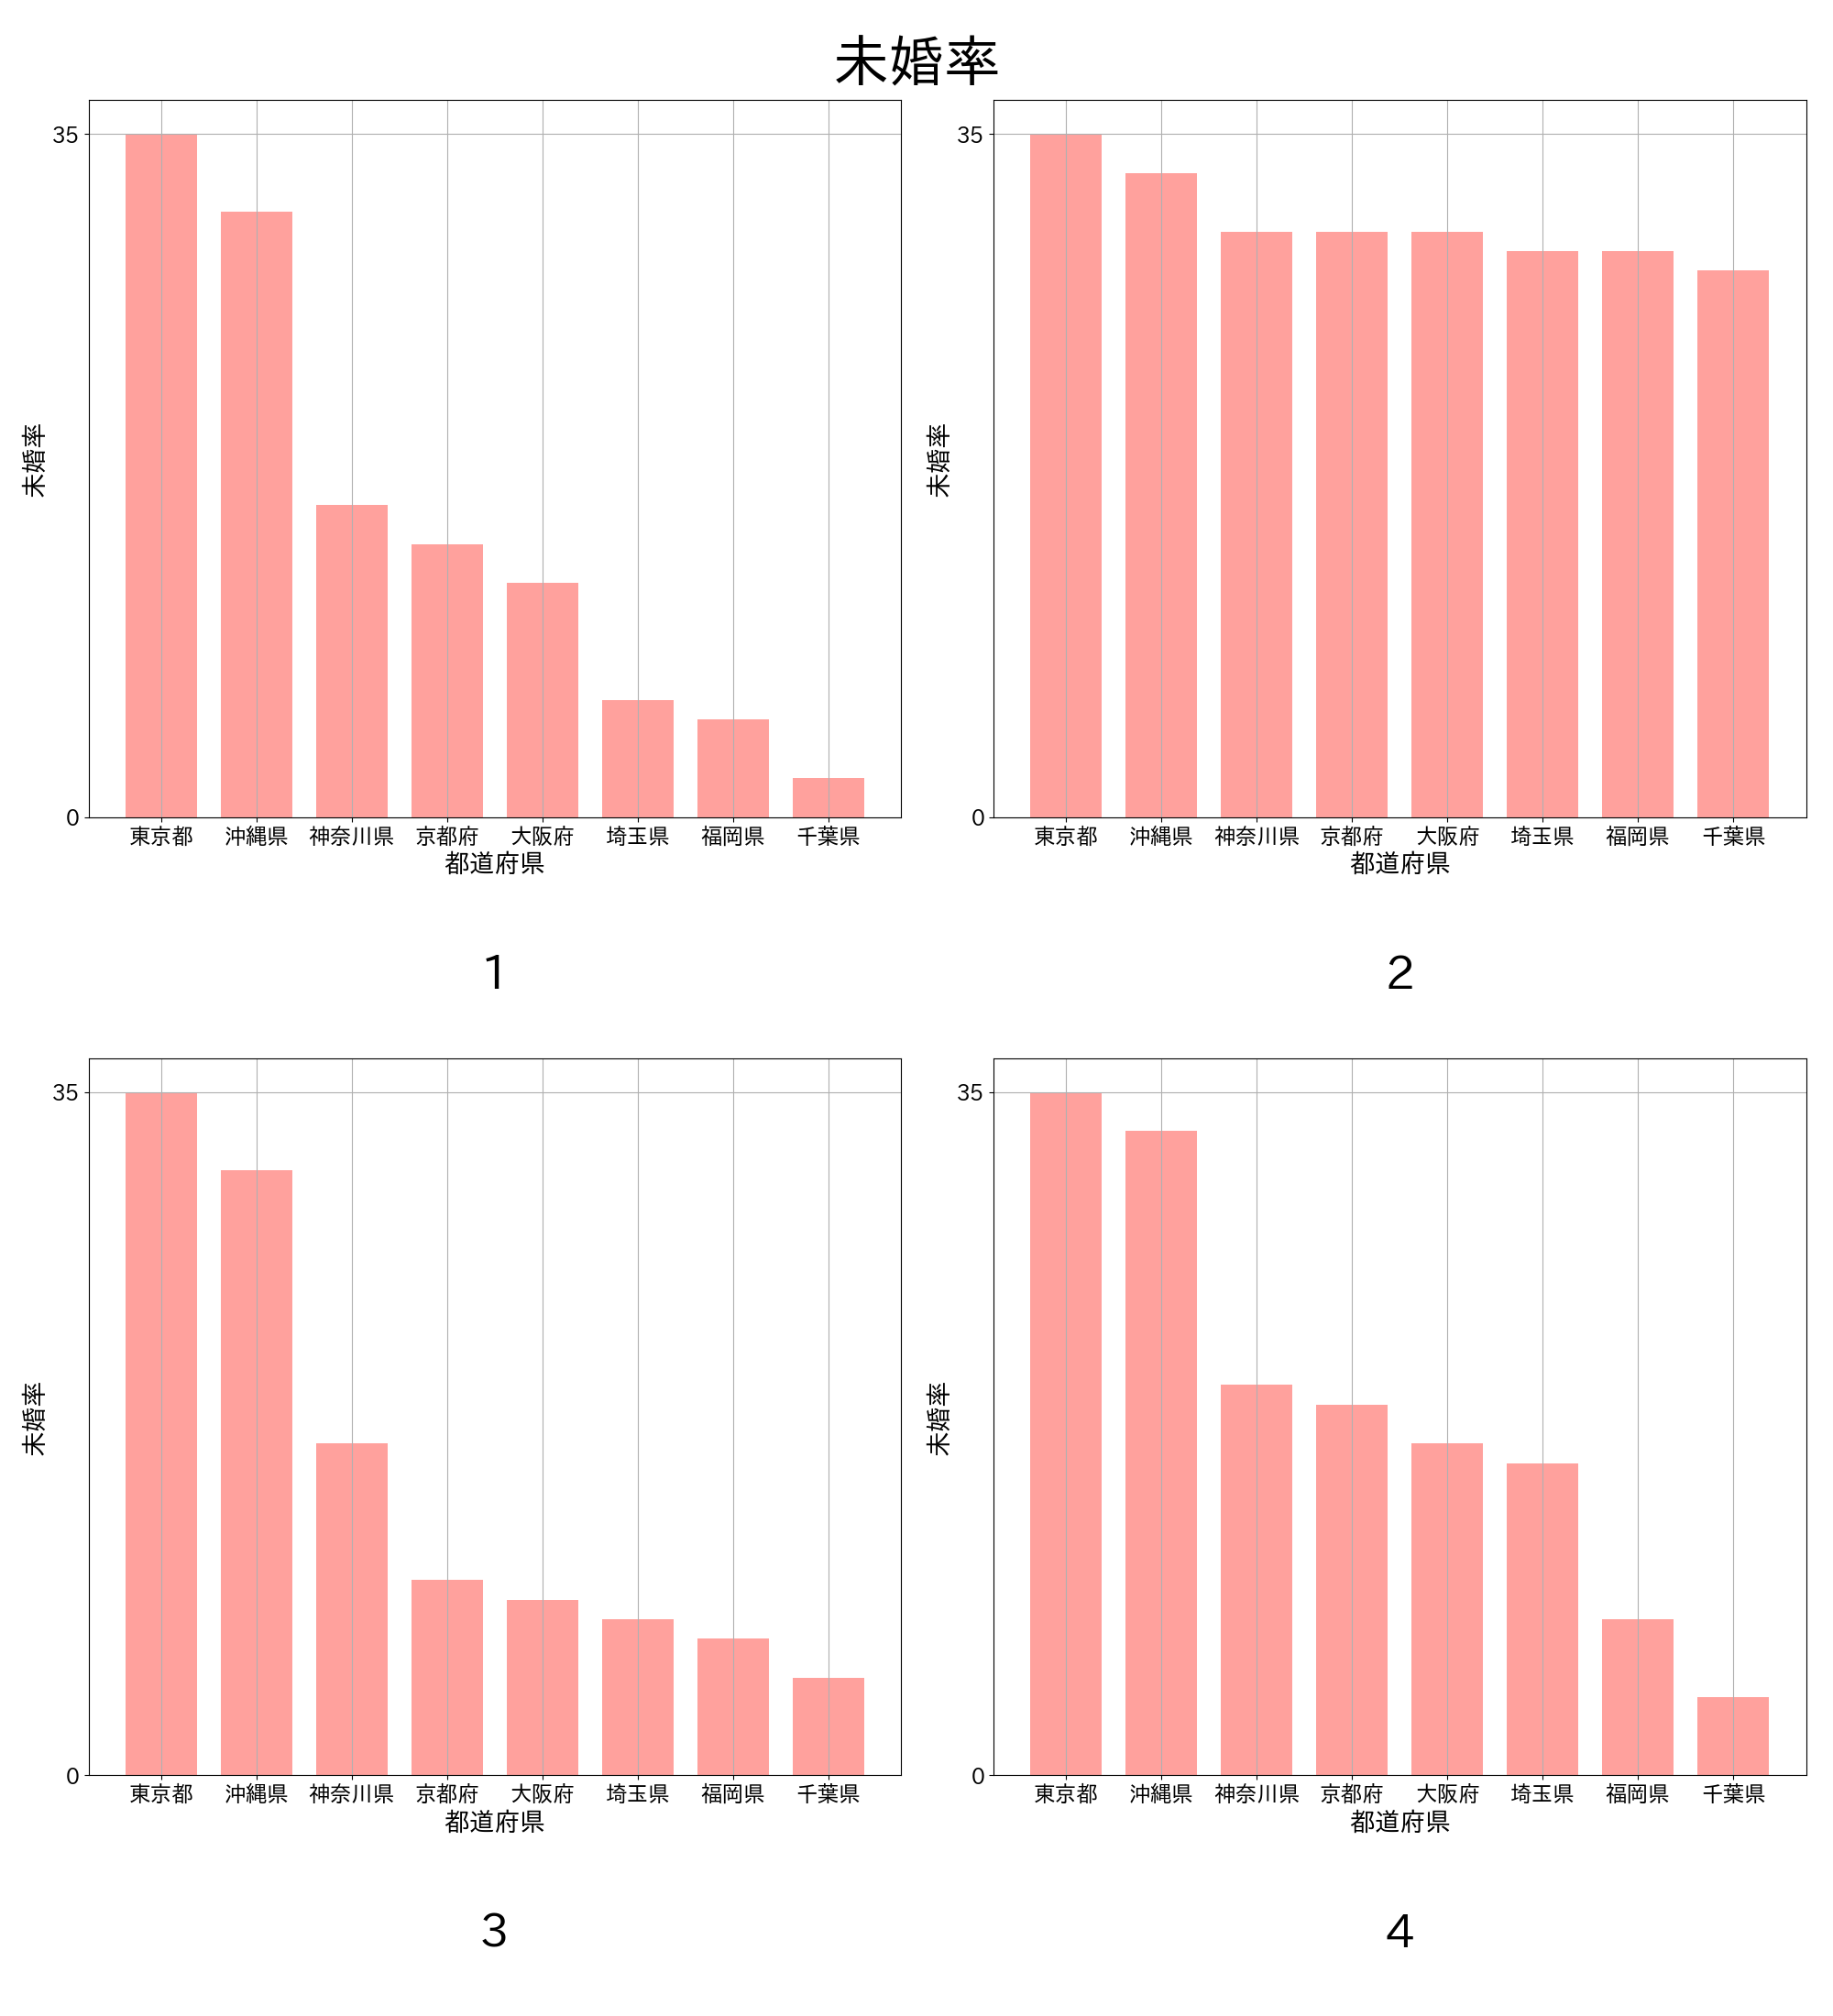 未婚率
35
0
未婚率
東京都 沖縄県 神奈川県 京都府 大阪府 埼玉県 福岡県 千葉県
都道府県
1
35
0
未婚率
東京都 沖縄県 神奈川県 京都府 大阪府 埼玉県 福岡県 千葉県
都道府県
2
35
0
未婚率
東京都 沖縄県 神奈川県 京都府 大阪府 埼玉県 福岡県 千葉県
都道府県
3
35
0
未婚率
東京都 沖縄県 神奈川県 京都府 大阪府 埼玉県 福岡県 千葉県
都道府県
4